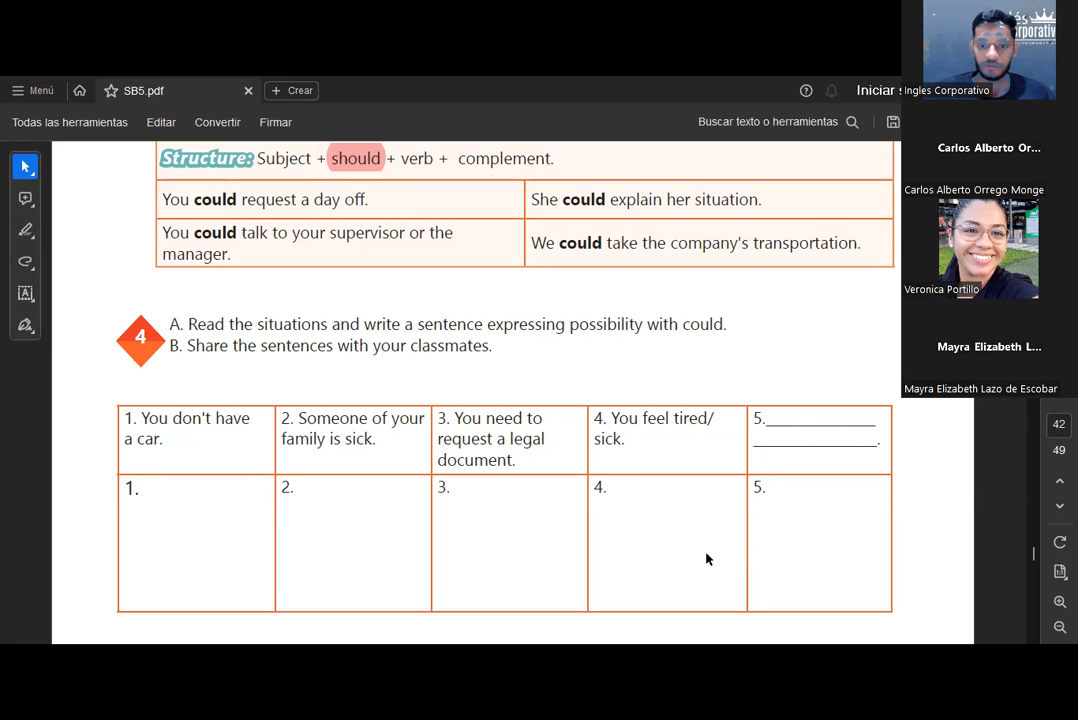 Menú
SB5.pdf
Crear
Iniciar s
Todas las herramientas
Editar
Convertir
Firmar
Buscar texto o herramientas
Structure: Subject + should + verb + complement.
You could request a day off.
She could explain her situation.
You could talk to your supervisor or the
manager.
We could take the company's transportation.
4
A. Read the situations and write a sentence expressing possibility with could.
B. Share the sentences with your classmates.
1. You don't have
a car.
2. Someone of your
family is sick.
3. You need to
request a legal
document.
4. You feel tired/
sick.
5.____________
______________.
1.
2.
3.
4.
5.
42
49
orporativ
Ingles Corporativo
Carlos Alberto Or...
Carlos Alberto Orrego Monge
Veronica Portillo
Mayra Elizabeth L...
Mayra Elizabeth Lazo de Escobar